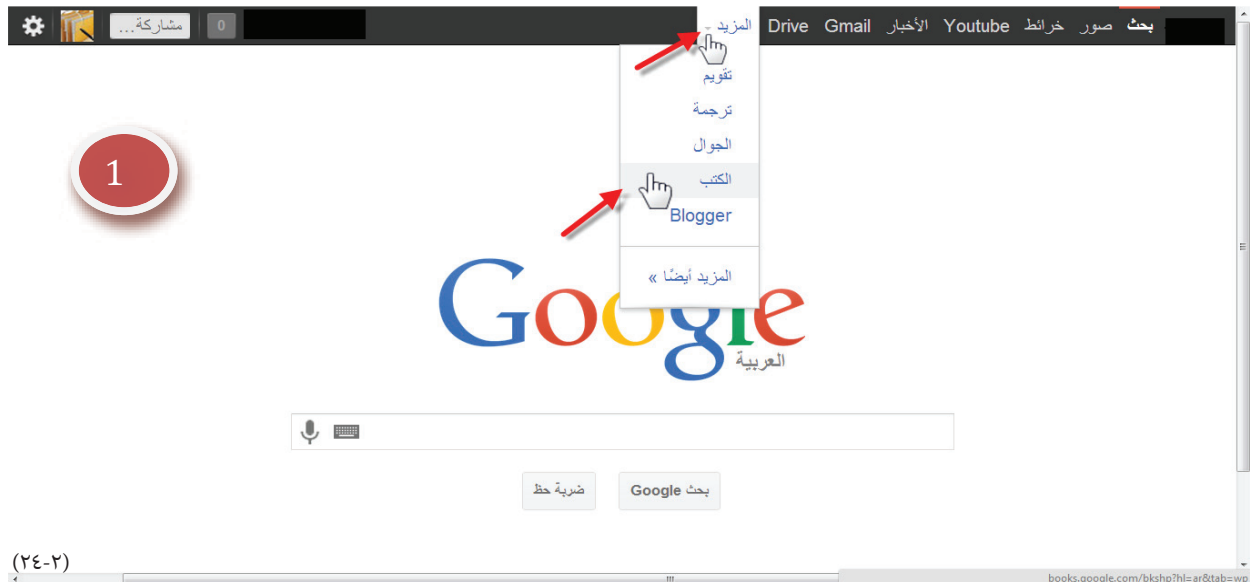 بحث صور خرائط Youtube الأخبار Gmail Drive المزيد 0 مشاركة...
تقويم
ترجمة
الجوال
1
الكتب
Blogger
المزيد أيضًا »
Google
العربية
بحث Google ضربة حظ
(٢-٢٤)
books.google.com/bkshp?hl=ar&tab=wp